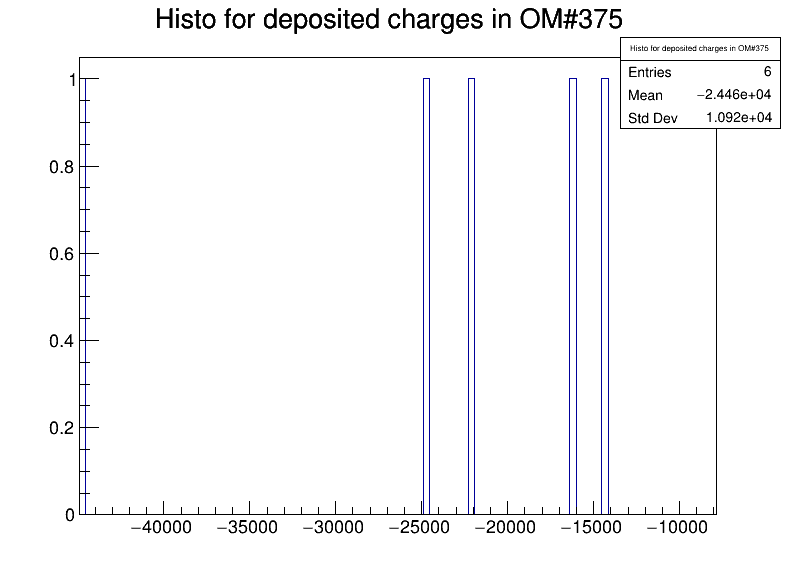 Histo for deposited charges in OM#375
Histo for deposited charges in OM#375
Entries 6
Mean −2.446e+04
Std Dev 1.092e+04
1
0.8
0.6
0.4
0.2
0
−40000 −35000 −30000 −25000 −20000 −15000 −10000